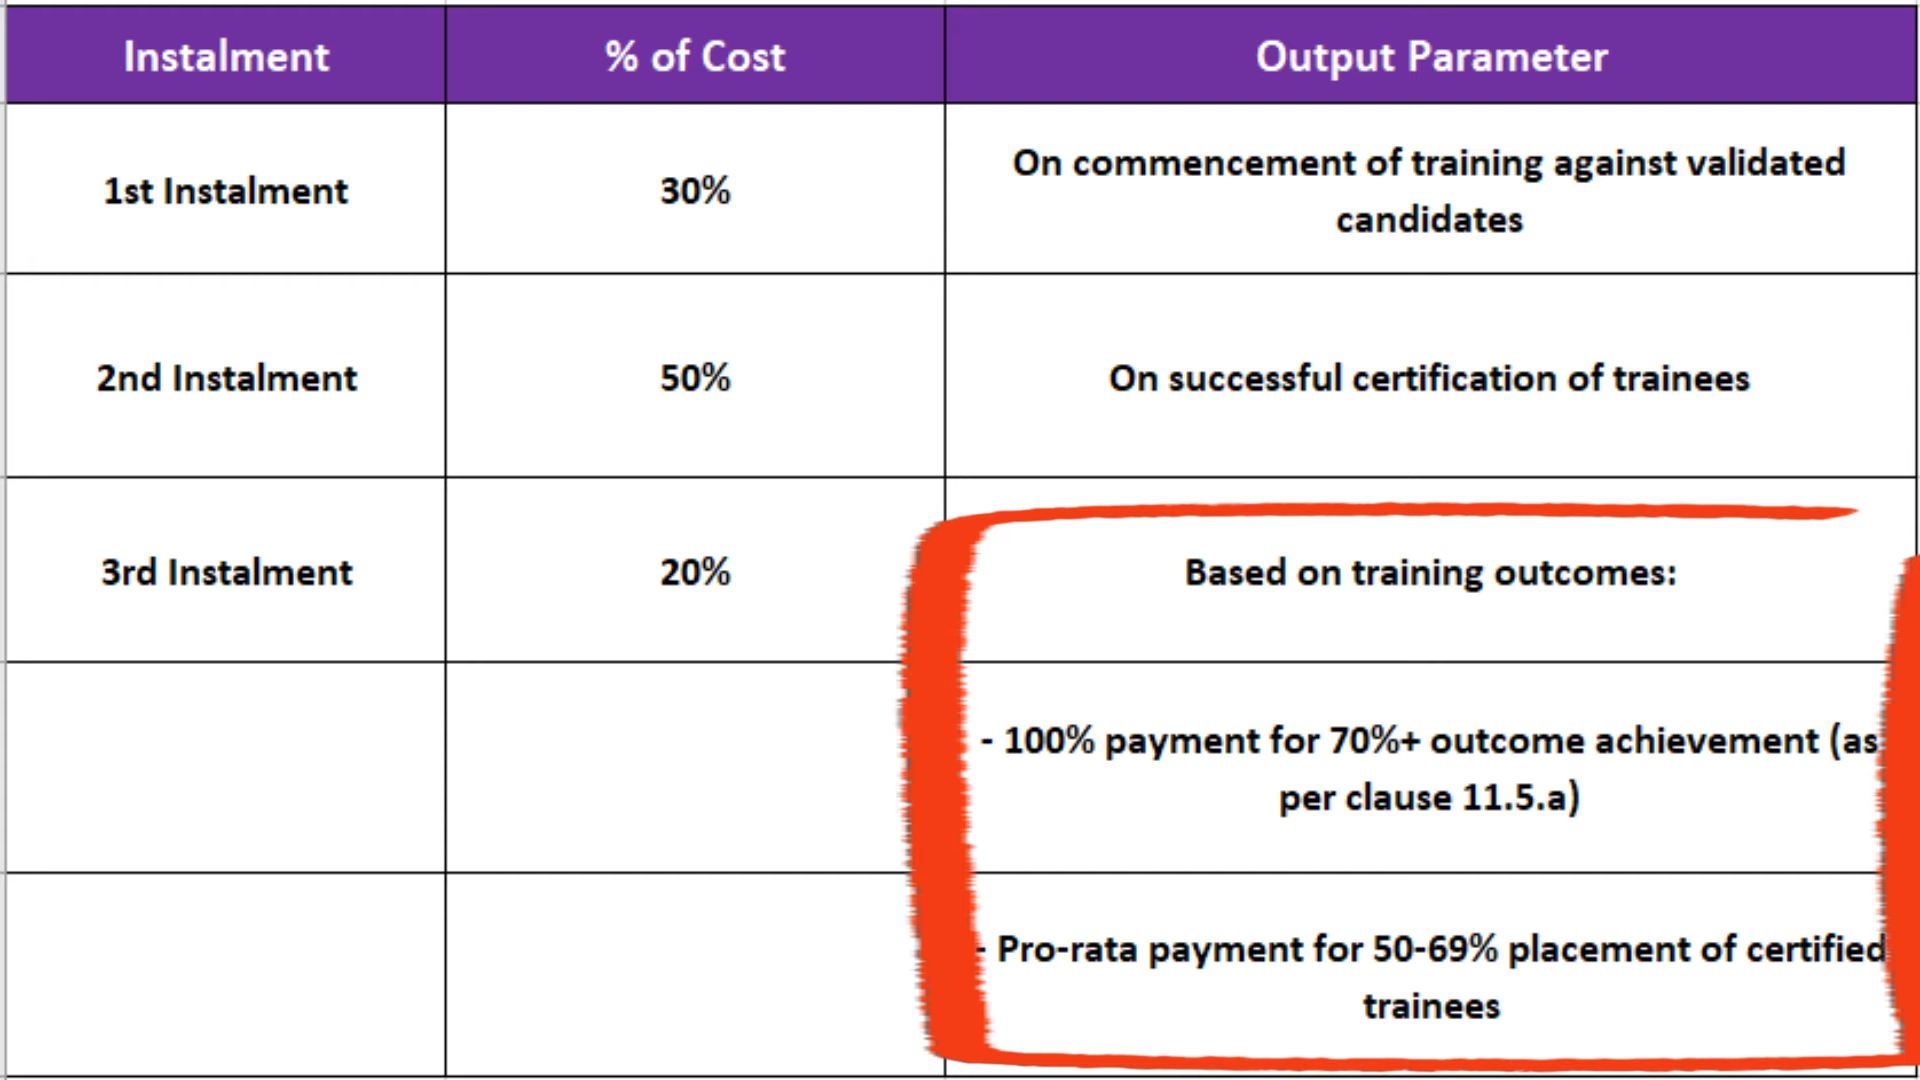 Instalment % of Cost Output Parameter
1st Instalment 30% On commencement of training against validated
candidates
2nd Instalment 50% On successful certification of trainees
3rd Instalment 20% Based on training outcomes:
- 100% payment for 70%+ outcome achievement (as
per clause 11.5.a)
- Pro-rata payment for 50-69% placement of certified
trainees